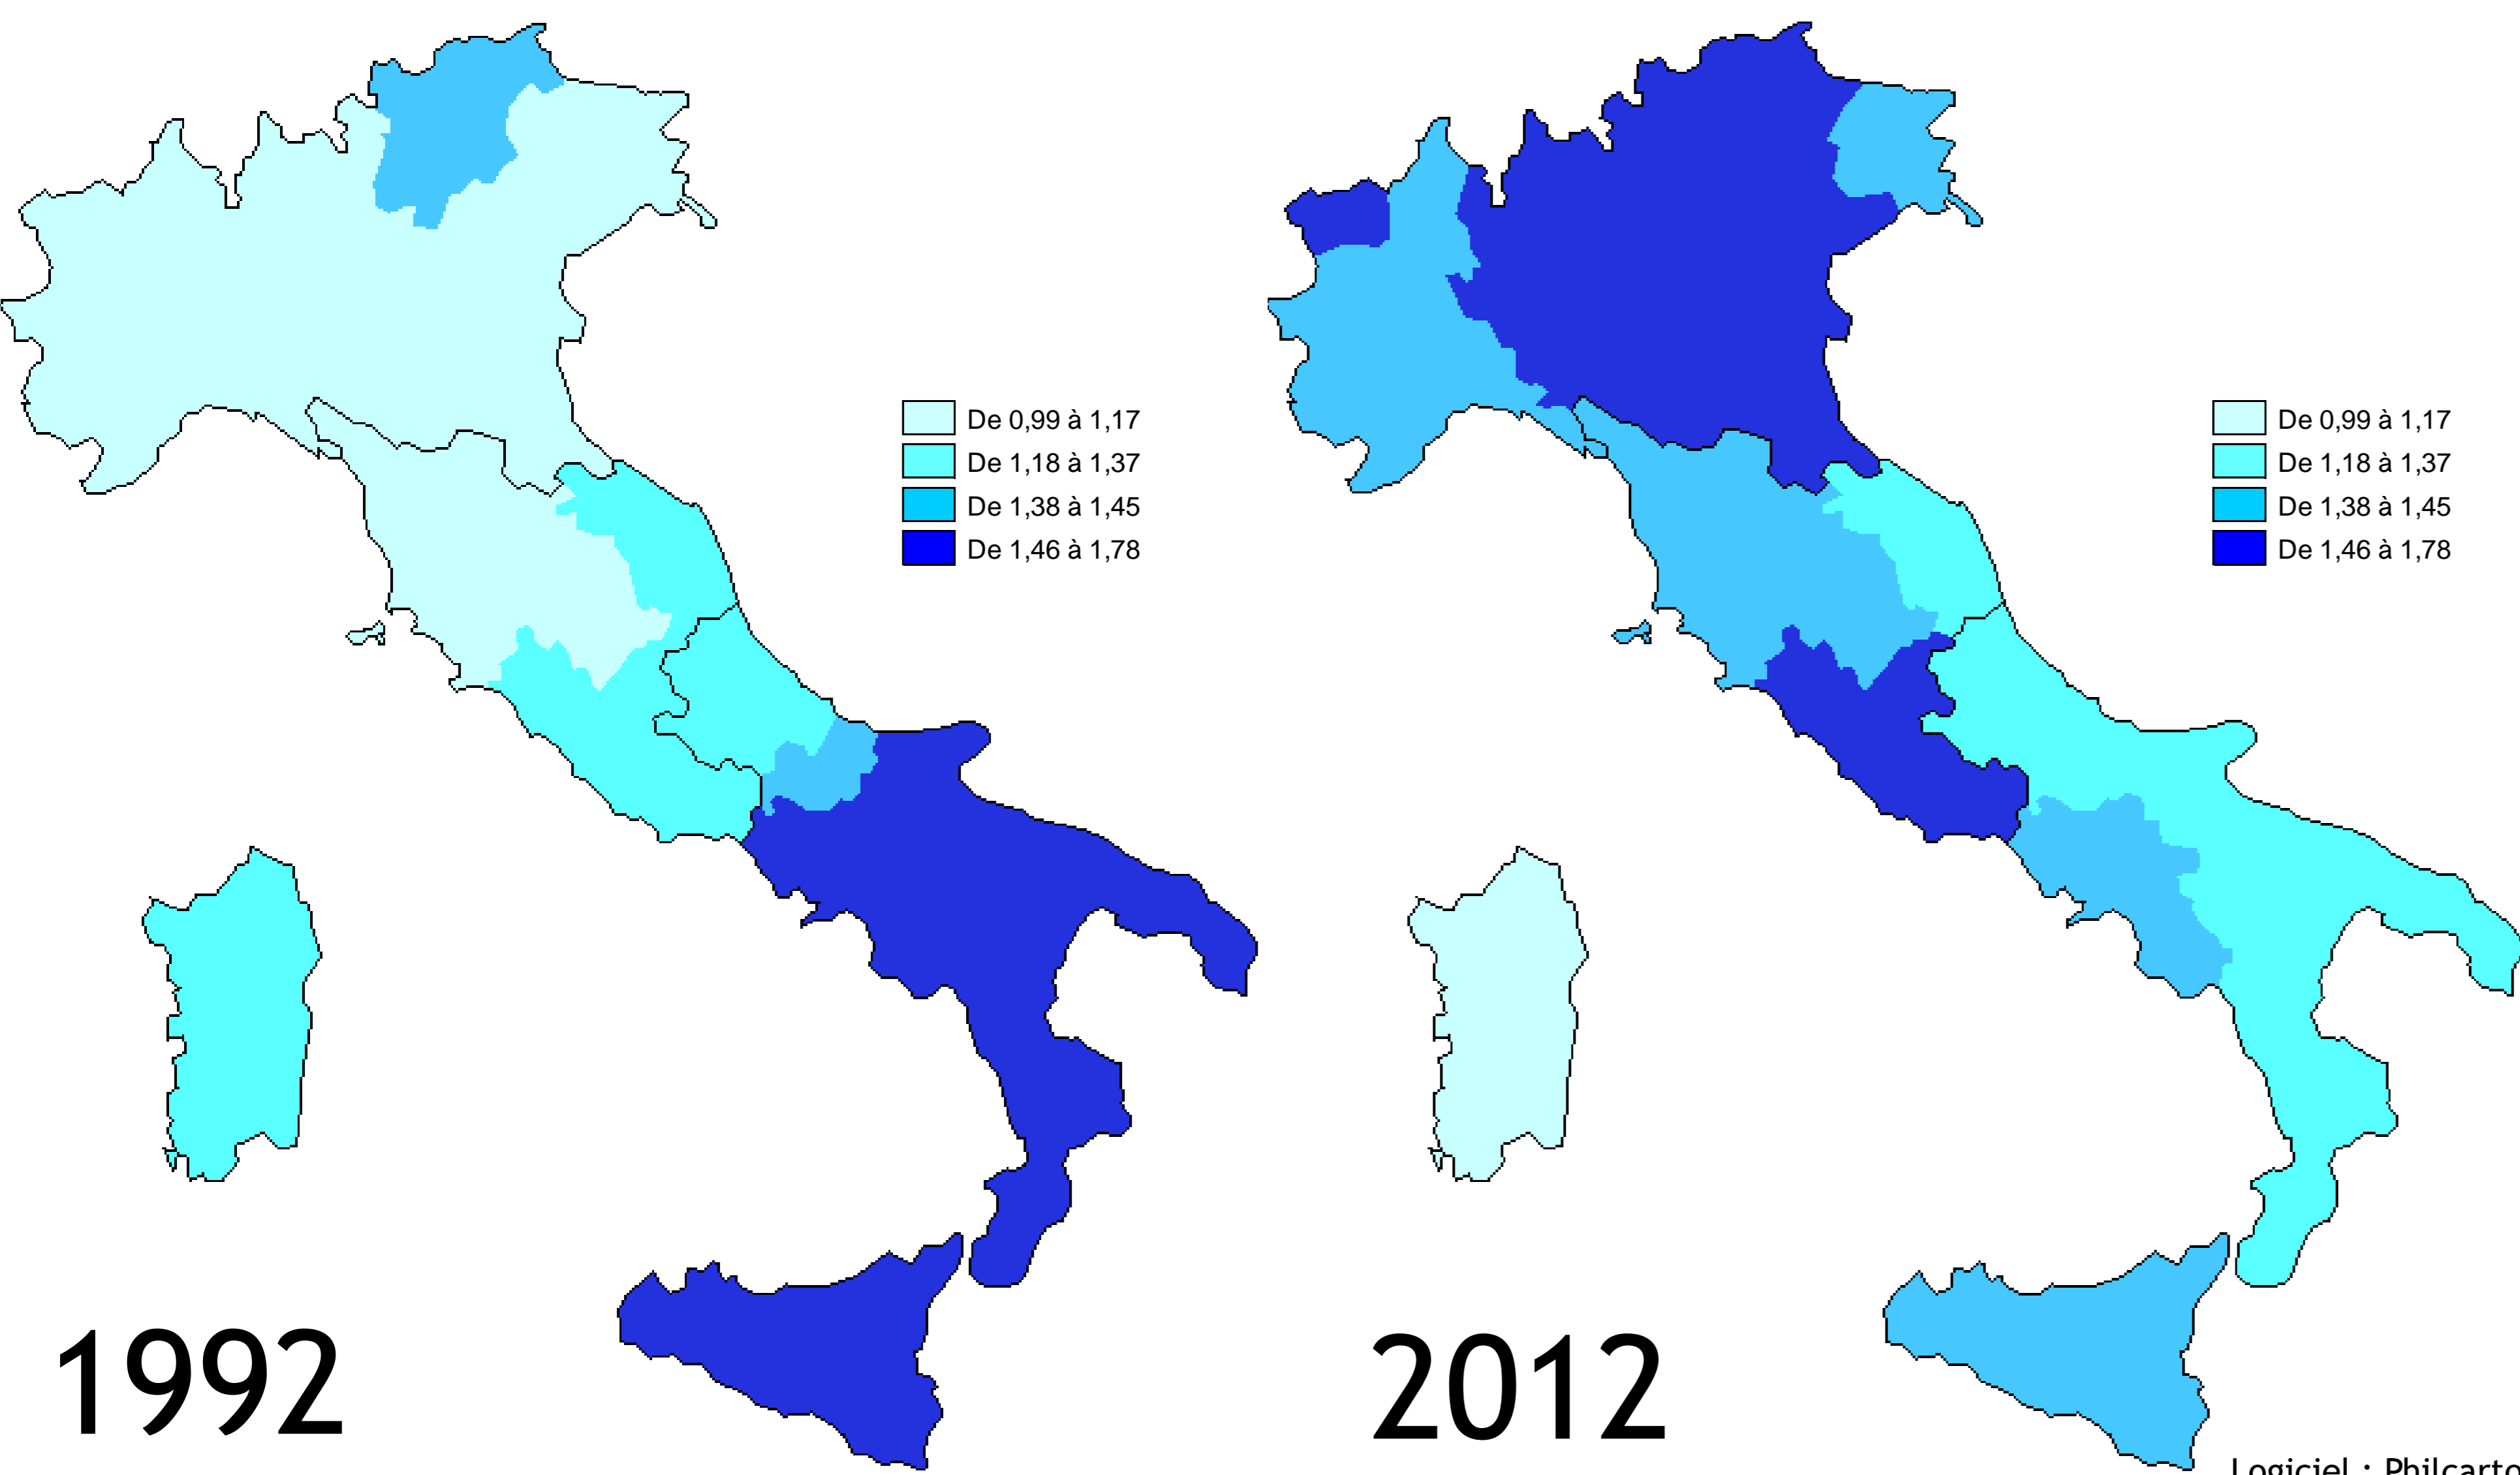 De 0,99 à 1,17
De 1,18 à 1,37
De 1,38 à 1,45
De 1,46 à 1,78
De 0,99 à 1,17
De 1,18 à 1,37
De 1,38 à 1,45
De 1,46 à 1,78
1992
2012
Logiciel : Philcarto